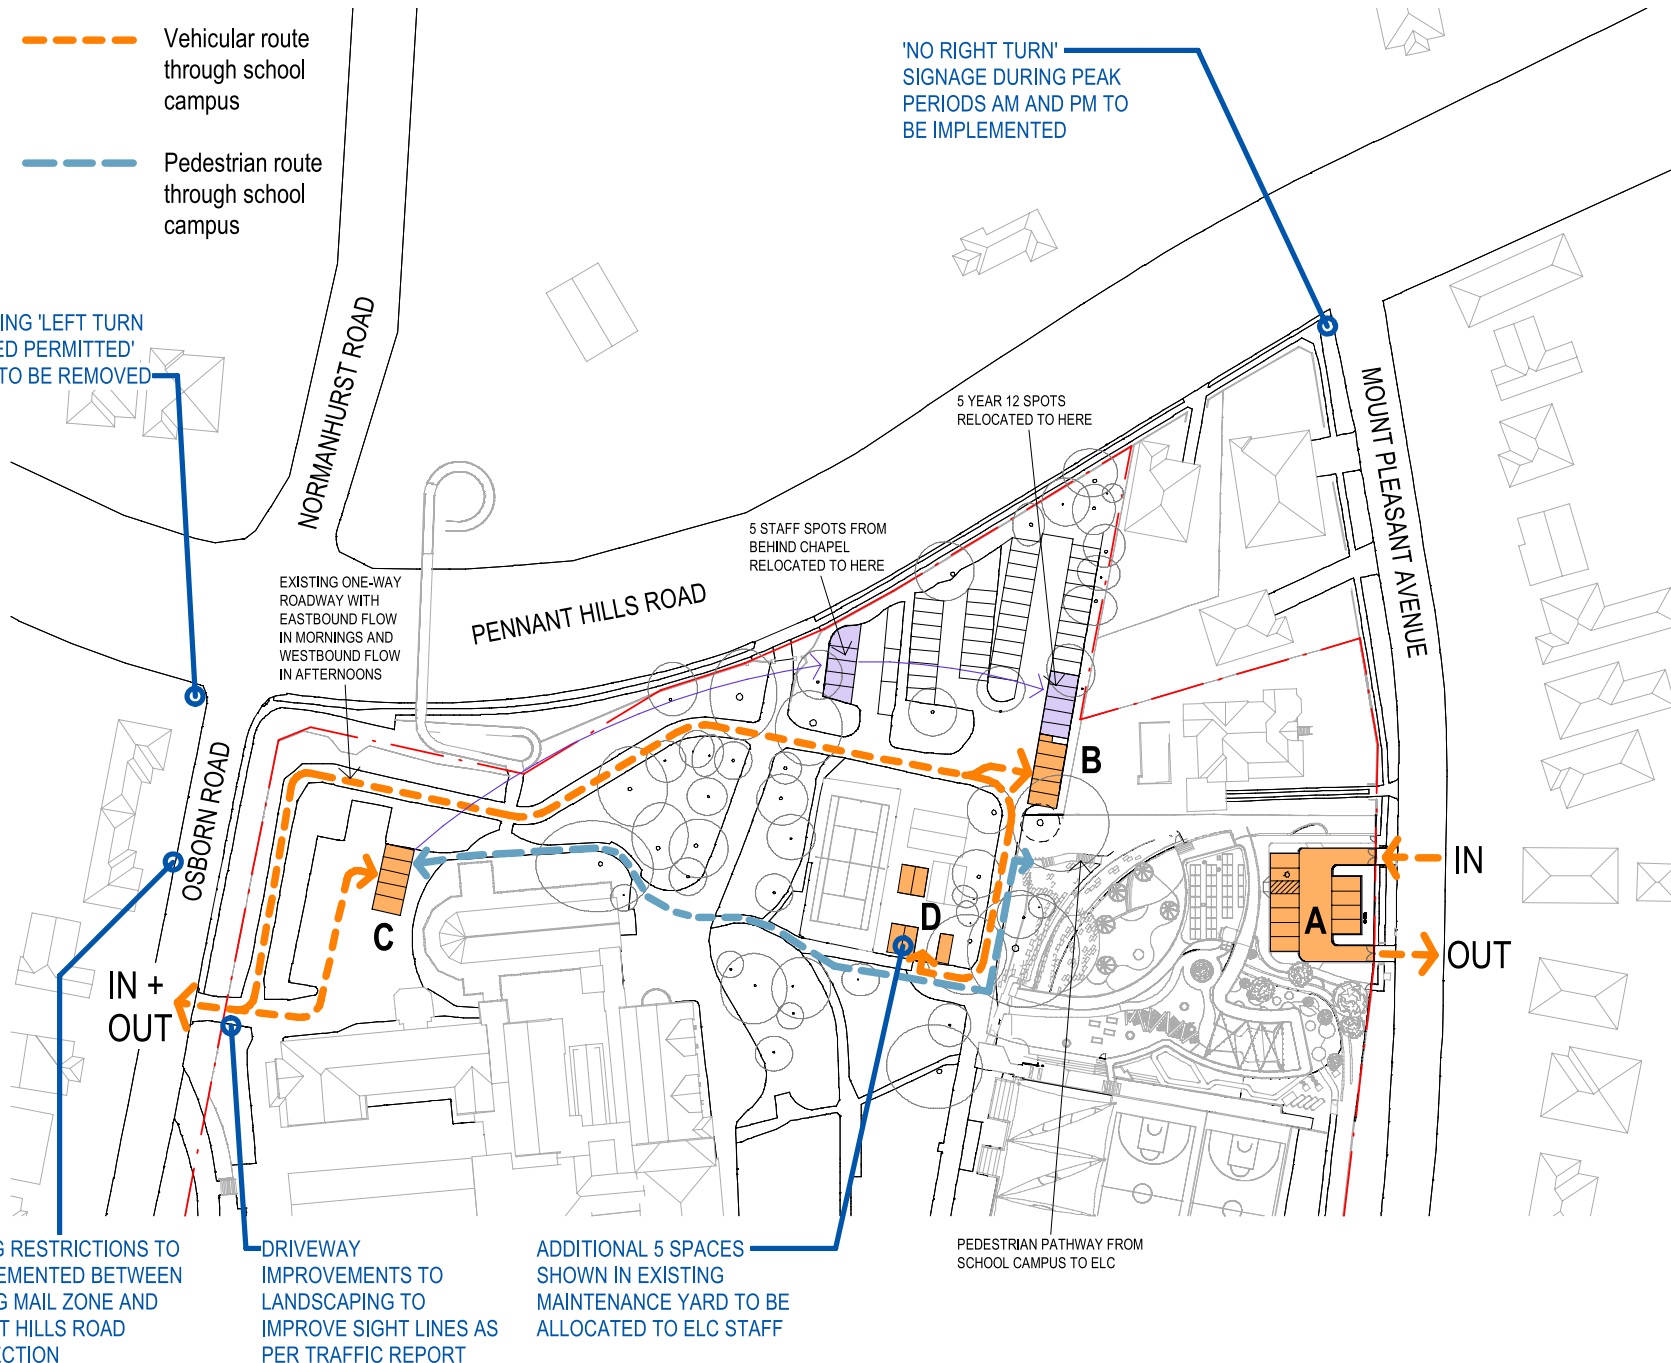 Vehicular route
through school
campus
Pedestrian route
through school
campus
'NO RIGHT TURN'
SIGNAGE DURING PEAK
PERIODS AM AND PM TO
BE IMPLEMENTED
ING 'LEFT TURN
ED PERMITTED'
TO BE REMOVED
NORMANHURST ROAD
MOUNT PLEASANT AVENUE
5 YEAR 12 SPOTS
RELOCATED TO HERE
5 STAFF SPOTS FROM
BEHIND CHAPEL
RELOCATED TO HERE
EXISTING ONE-WAY
ROADWAY WITH
EASTBOUND FLOW
IN MORNINGS AND
WESTBOUND FLOW
IN AFTERNOONS
PENNANT HILLS ROAD
OSBORN ROAD
B
IN
A
OUT
C
D
IN +
OUT
G RESTRICTIONS TO
EMENTED BETWEEN
G MAIL ZONE AND
T HILLS ROAD
ECTION
DRIVEWAY
IMPROVEMENTS TO
LANDSCAPING TO
IMPROVE SIGHT LINES AS
PER TRAFFIC REPORT
ADDITIONAL 5 SPACES
SHOWN IN EXISTING
MAINTENANCE YARD TO BE
ALLOCATED TO ELC STAFF
PEDESTRIAN PATHWAY FROM
SCHOOL CAMPUS TO ELC